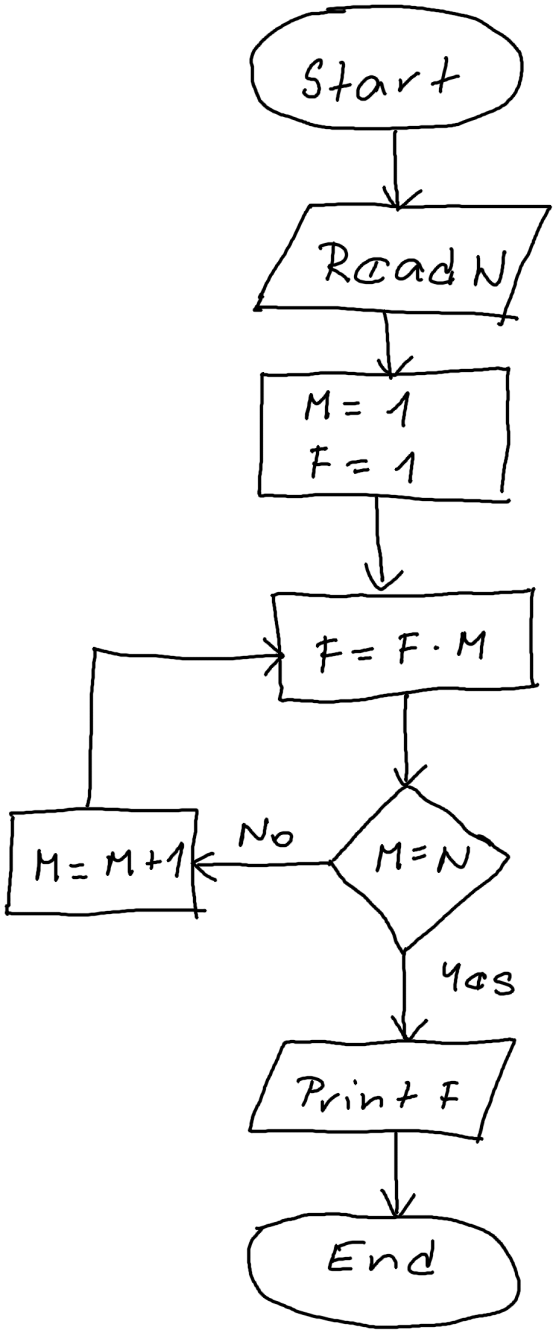 Start
Read N
M = 1
F = 1
F = F · M
M = N
No
M = M + 1
Yes
Print F
End